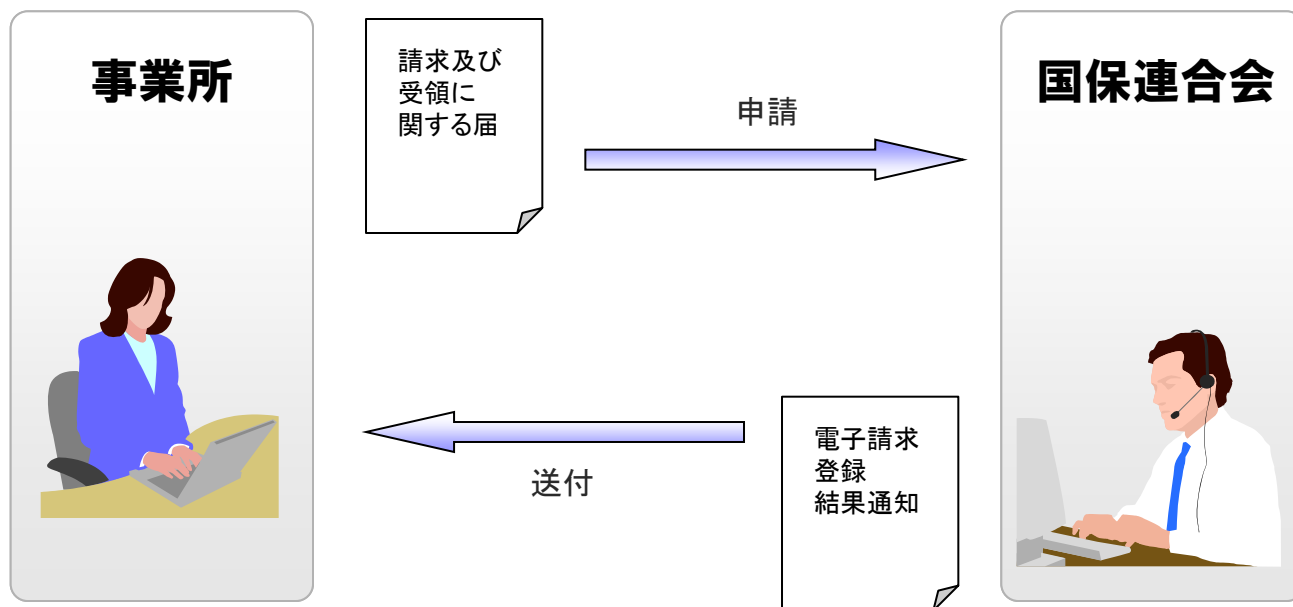 事業所
請求及び
受領に
関する届
申請
国保連合会
送付
電子請求
登録
結果通知